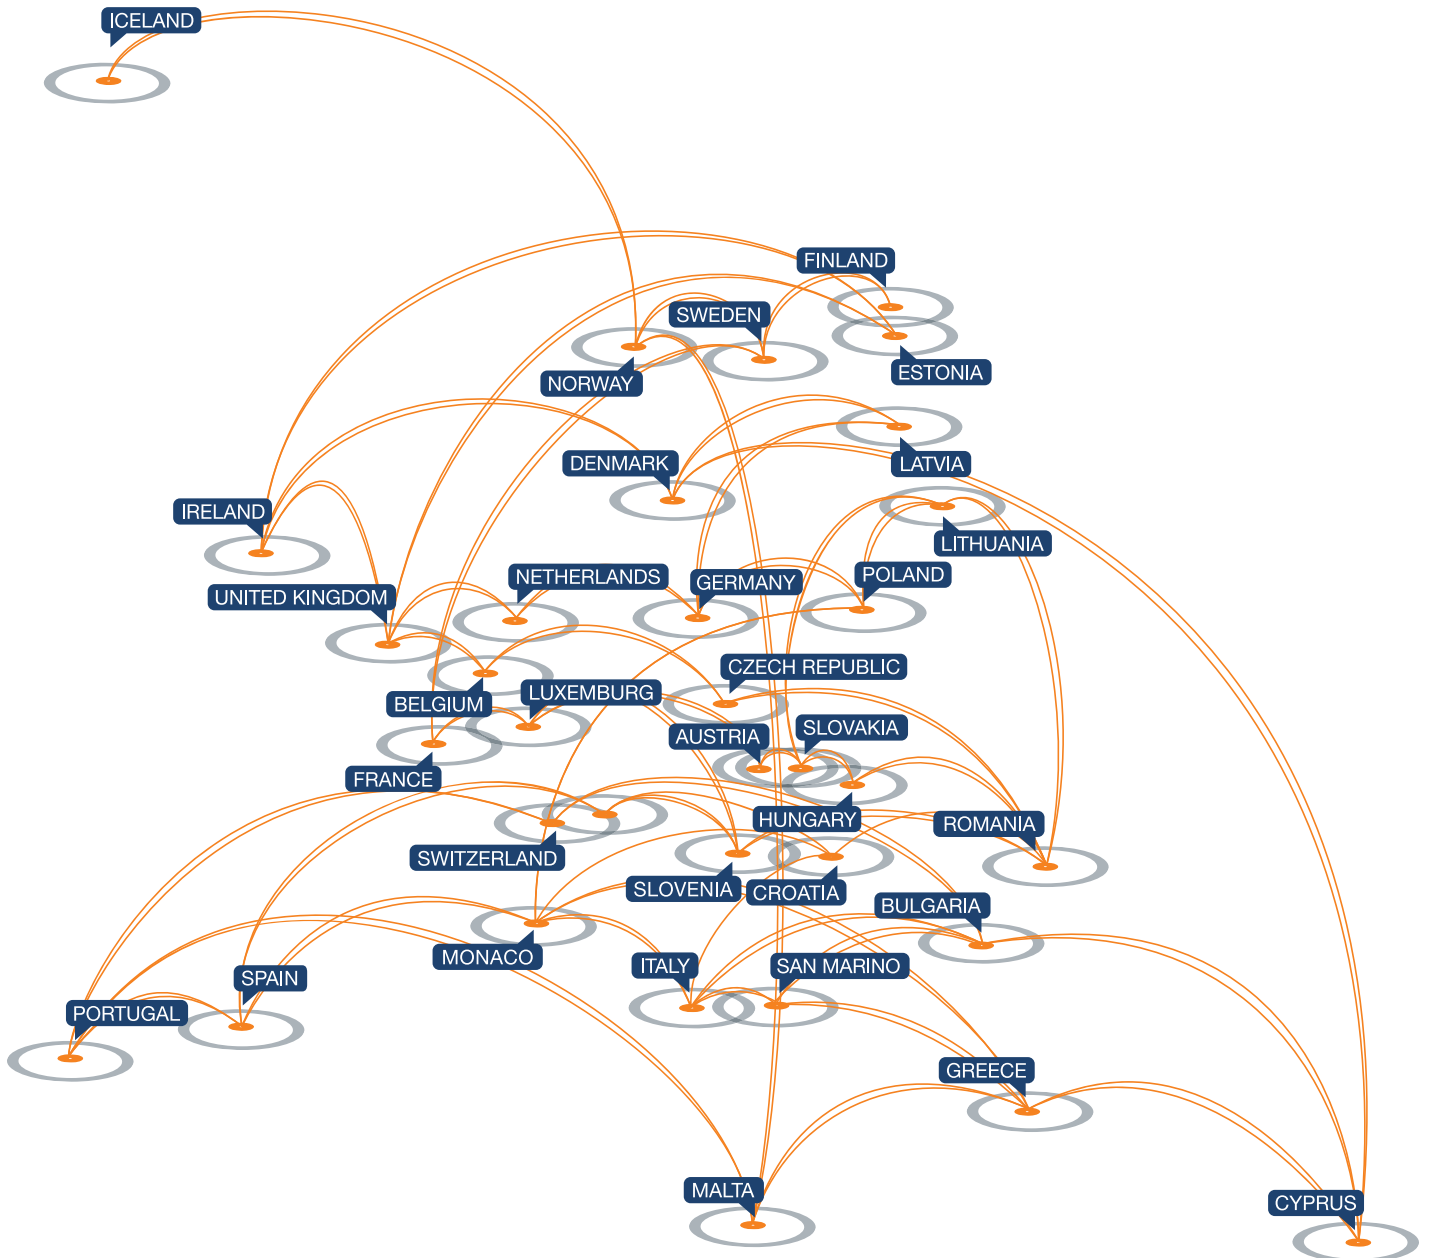 ICELAND
FINLAND
SWEDEN
ESTONIA
NORWAY
DENMARK
LATVIA
IRELAND
LITHUANIA
NETHERLANDS
GERMANY
POLAND
UNITED KINGDOM
CZECH REPUBLIC
LUXEMBURG
BELGIUM
SLOVAKIA
AUSTRIA
FRANCE
HUNGARY
ROMANIA
SWITZERLAND
SLOVENIA
CROATIA
BULGARIA
MONACO
ITALY
SAN MARINO
SPAIN
PORTUGAL
GREECE
MALTA
CYPRUS